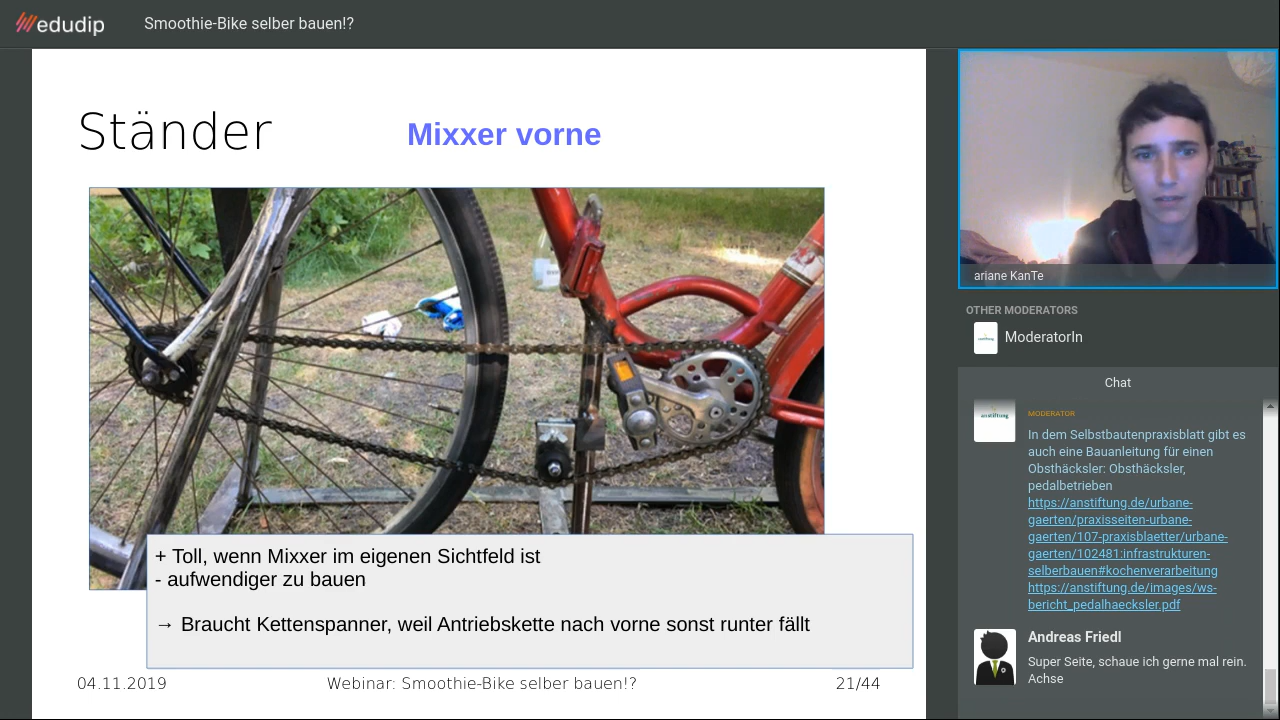 edudip
Smoothie-Bike selber bauen!?
Ständer
Mixxer vorne
+ Toll, wenn Mixxer im eigenen Sichtfeld ist
- aufwendiger zu bauen
→ Braucht Kettenspanner, weil Antriebskette nach vorne sonst runter fällt
04.11.2019
Webinar: Smoothie-Bike selber bauen!?
21/44
ariane KanTe
OTHER MODERATORS
ModeratorIn
Chat
anstiftung
MODERATOR
In dem Selbstbautenpraxisblatt gibt es
auch eine Bauanleitung für einen
Obsthäcksler: Obsthäcksler,
pedalbetrieben
https://anstiftung.de/urbane-
gaerten/praxisseiten-urbane-
gaerten/107-praxisblaetter/urbane-
gaerten/102481:infrastrukturen-
selberbauen#kochenverarbeitung
https://anstiftung.de/images/ws-
bericht_pedalhaecksler.pdf
Andreas Friedl
Super Seite, schaue ich gerne mal rein.
Achse